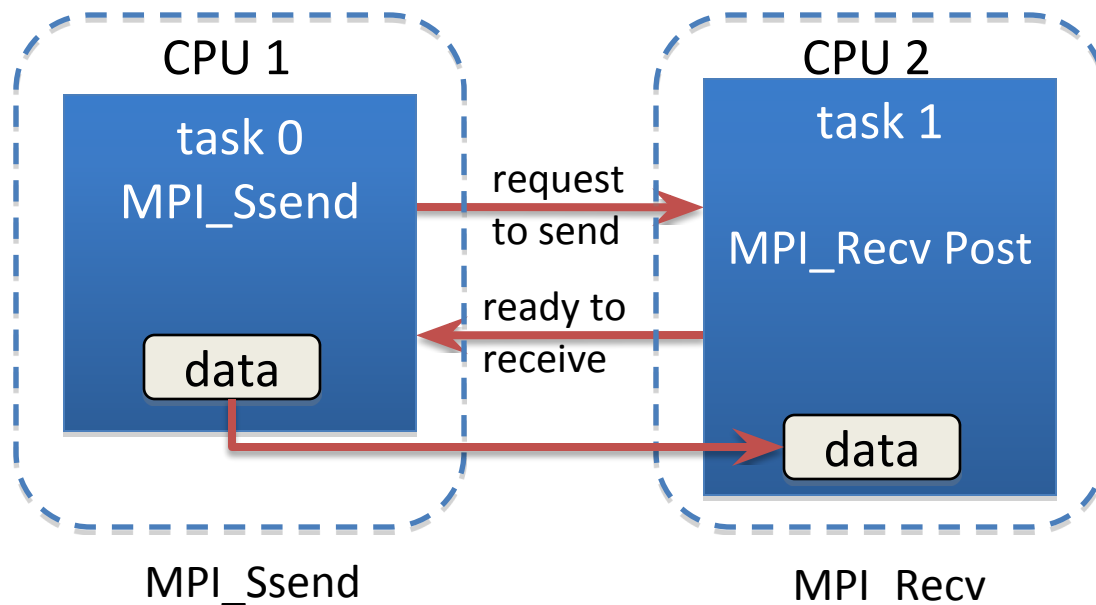 CPU 1
task 0
MPI_Ssend
data
request
to send
ready to
receive
CPU 2
task 1
MPI_Recv Post
data
MPI_Ssend
MPI_Recv